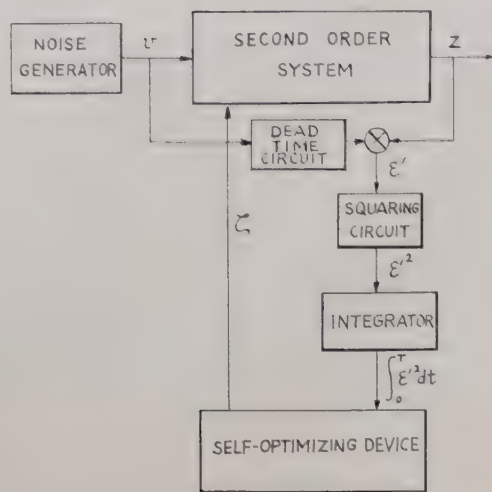 NOISE
GENERATOR
v
SECOND ORDER
SYSTEM
Z
DEAD
TIME
CIRCUIT
ε'
ζ
SQUARING
CIRCUIT
ε'²
INTEGRATOR
∫₀ᵀ ε'² dt
SELF-OPTIMIZING DEVICE